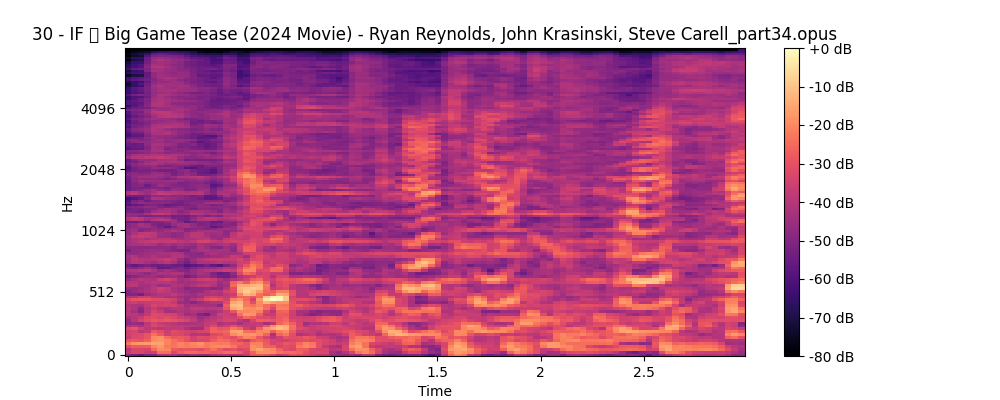 30 - IF ▯ Big Game Tease (2024 Movie) - Ryan Reynolds, John Krasinski, Steve Carell_part34.opus
+0 dB
-10 dB
-20 dB
-30 dB
-40 dB
-50 dB
-60 dB
-70 dB
-80 dB
Hz
4096
2048
1024
512
0
0 0.5 1 1.5 2 2.5
Time